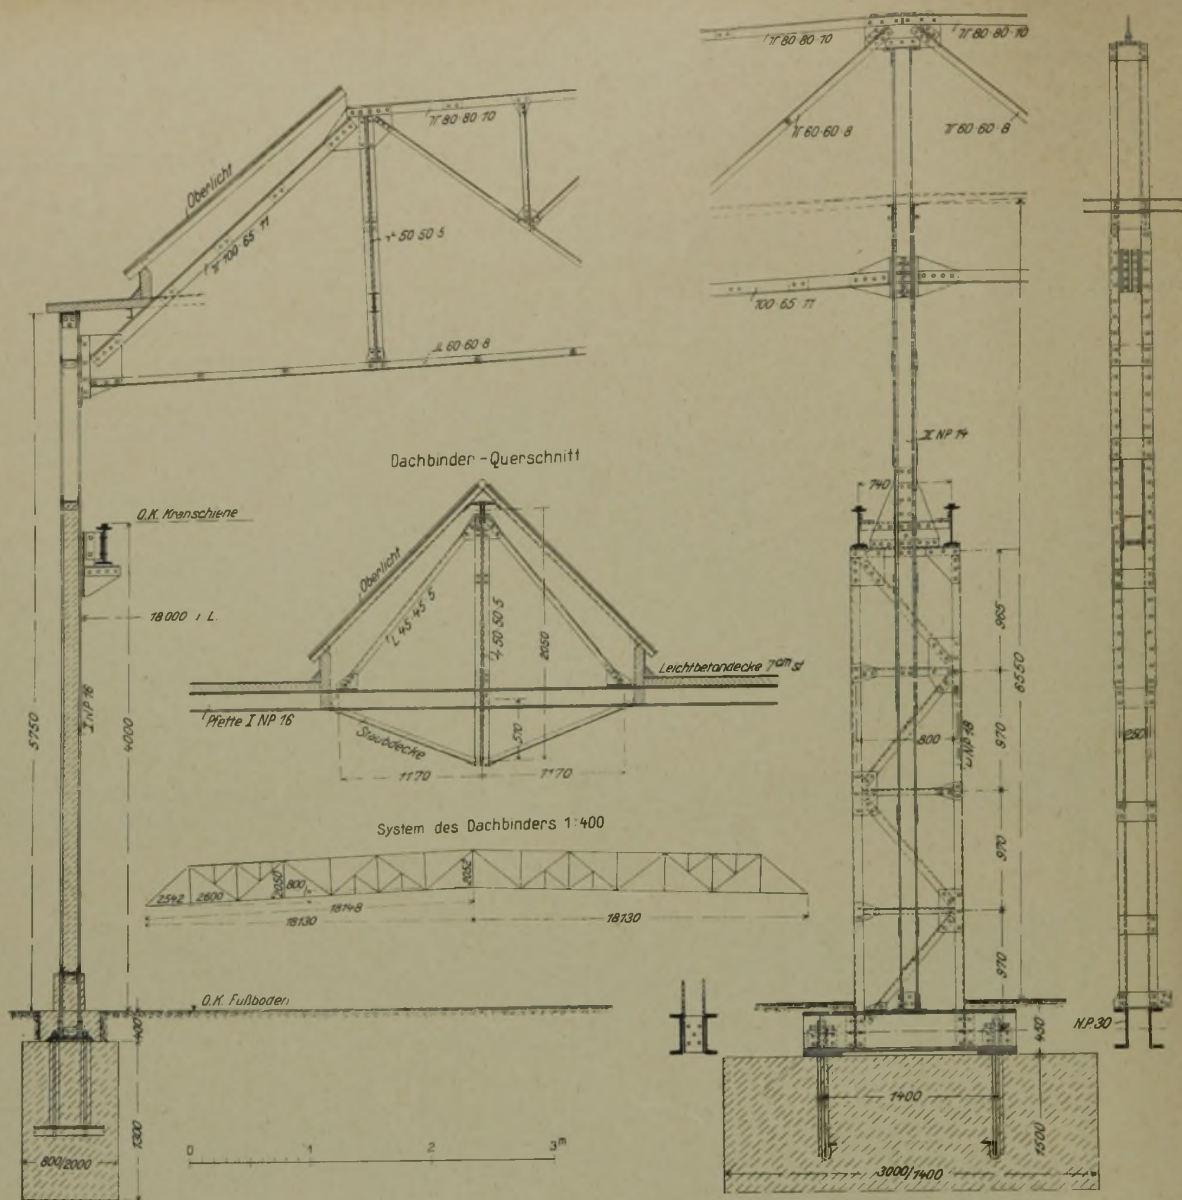 Oberlicht
80·80·10
100·65·11
50·50·5
60·60·8
O.K. Kranschiene
18000 i. L.
5750
I NP 16
4000
O.K. Fußboden
400
1300
800/2000
Dachbinder-Querschnitt
Oberlicht
45·45·5
50·50·5
2050
Leichtbetondecke 7cm st
Pfette I NP 16
Staubdecke
570
1170
1170
System des Dachbinders 1:400
2542
2600
2050
800
2052
18148
18130
18130
0
1
2
3m
80·80·10
80·80·10
60·60·8
60·60·8
100·65·11
NP 14
740
965
6550
970
800
NP 18
970
970
450
1400
1500
3000/1400
250
N.P.30